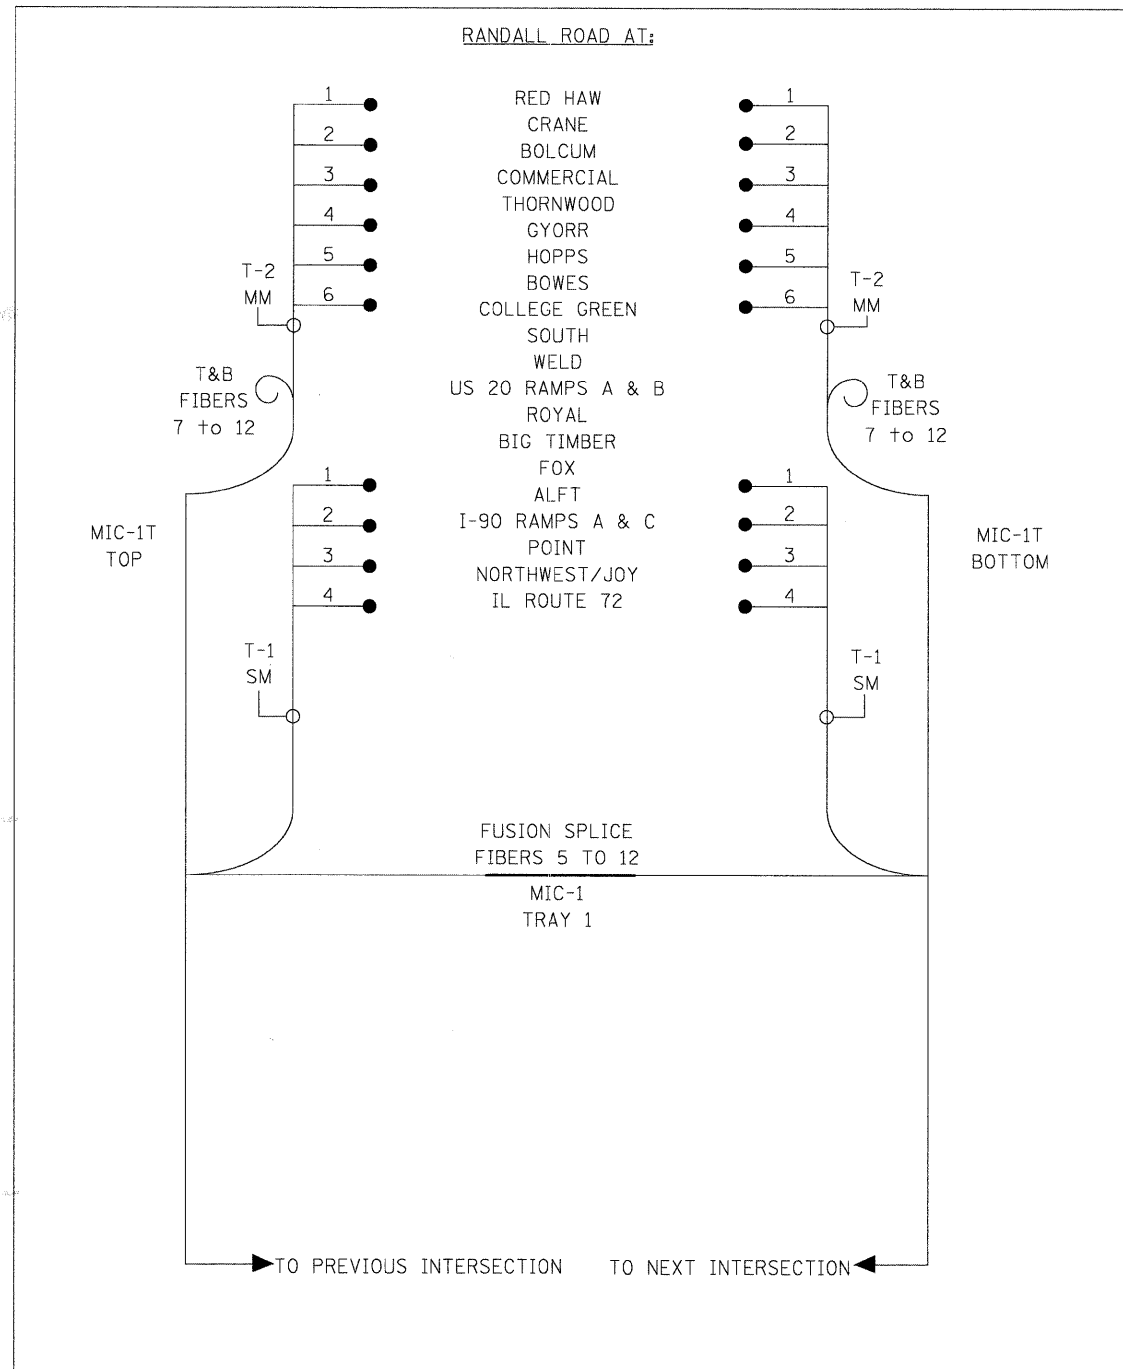 RANDALL ROAD AT:
1
2
3
4
5
6
T-2
MM
T&B
FIBERS
7 to 12
MIC-1T
TOP
1
2
3
4
T-1
SM
RED HAW
CRANE
BOLCUM
COMMERCIAL
THORNWOOD
GYORR
HOPPS
BOWES
COLLEGE GREEN
SOUTH
WELD
US 20 RAMPS A & B
ROYAL
BIG TIMBER
FOX
ALFT
I-90 RAMPS A & C
POINT
NORTHWEST/JOY
IL ROUTE 72
1
2
3
4
5
6
T-2
MM
T&B
FIBERS
7 to 12
MIC-1T
BOTTOM
1
2
3
4
T-1
SM
FUSION SPLICE
FIBERS 5 TO 12
MIC-1
TRAY 1
TO PREVIOUS INTERSECTION
TO NEXT INTERSECTION